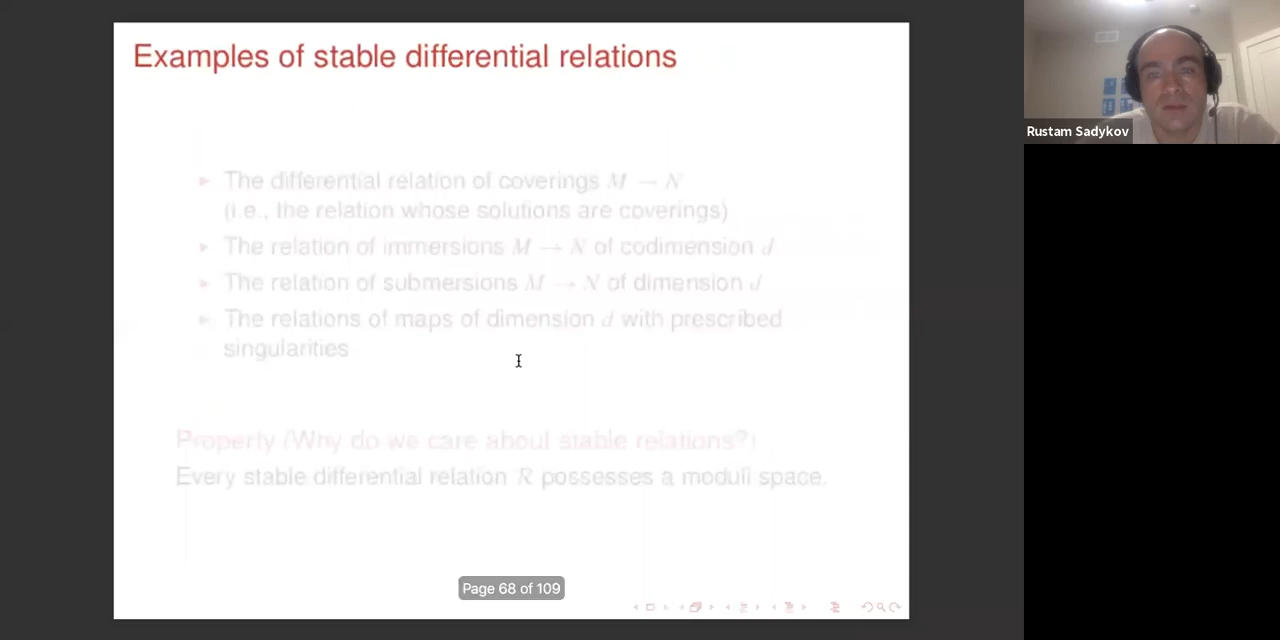 Examples of stable differential relations
The differential relation of coverings M → N
(i.e., the relation whose solutions are coverings)
The relation of immersions M → N of codimension d
The relation of submersions M → N of dimension d
The relations of maps of dimension d with prescribed
singularities
Property (Why do we care about stable relations?)
Every stable differential relation R possesses a moduli space.
Page 68 of 109
Rustam Sadykov